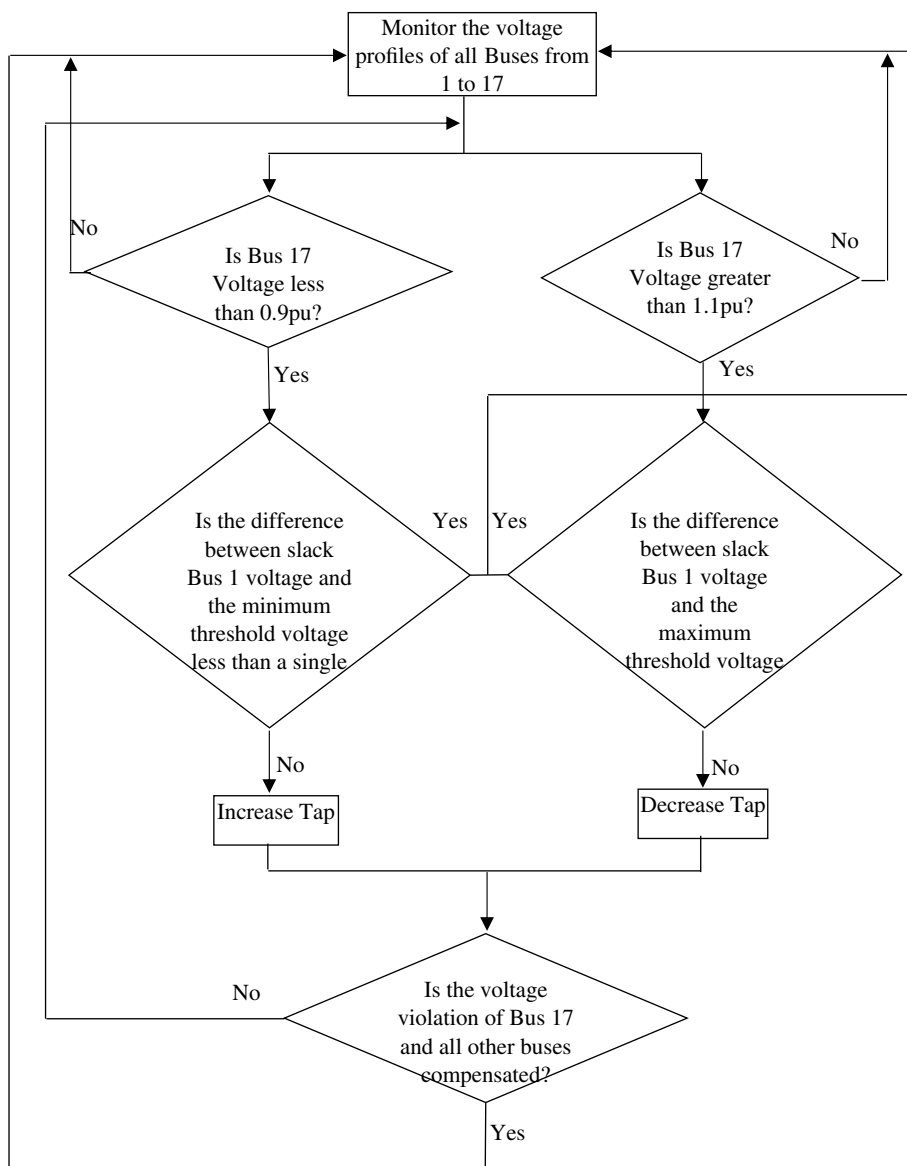 Monitor the voltage
profiles of all Buses from
1 to 17
No
Is Bus 17
Voltage less
than 0.9pu?
Is Bus 17
Voltage greater
than 1.1pu?
No
Yes
Yes
Is the difference
between slack
Bus 1 voltage and
the minimum
threshold voltage
less than a single
Yes
Yes
Is the difference
between slack
Bus 1 voltage
and the
maximum
threshold voltage
No
No
Increase Tap
Decrease Tap
No
Is the voltage
violation of Bus 17
and all other buses
compensated?
Yes